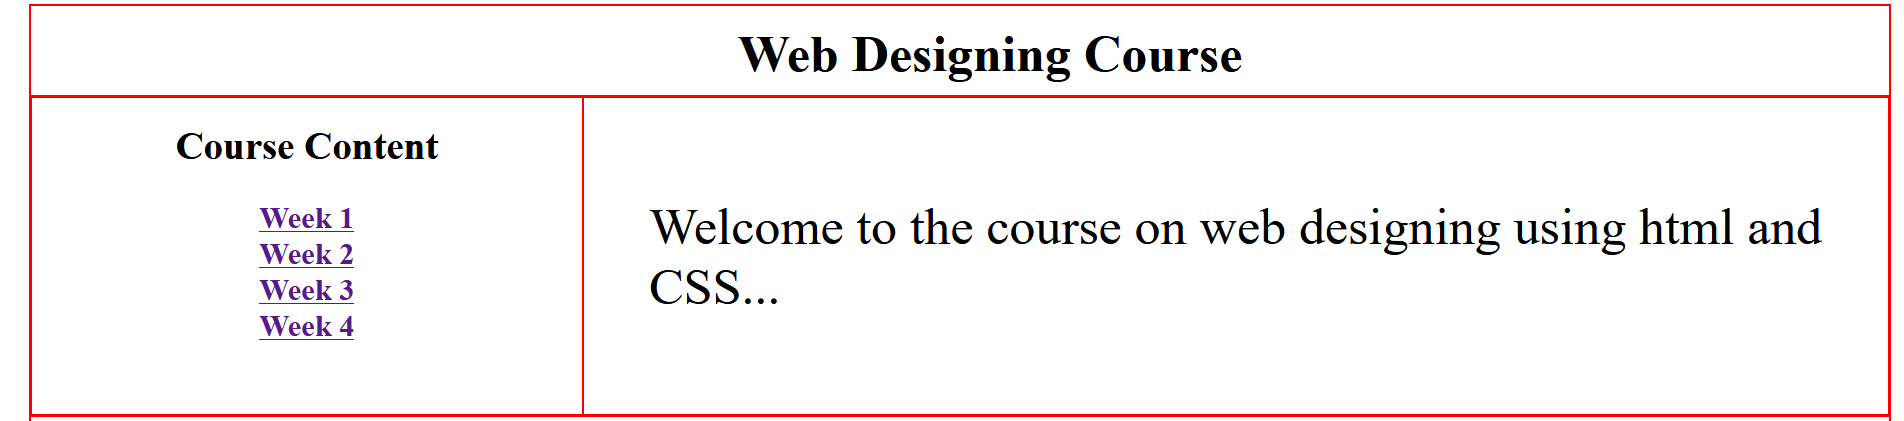 Web Designing Course
Course Content
Week 1
Week 2
Week 3
Week 4
Welcome to the course on web designing using html and
CSS...